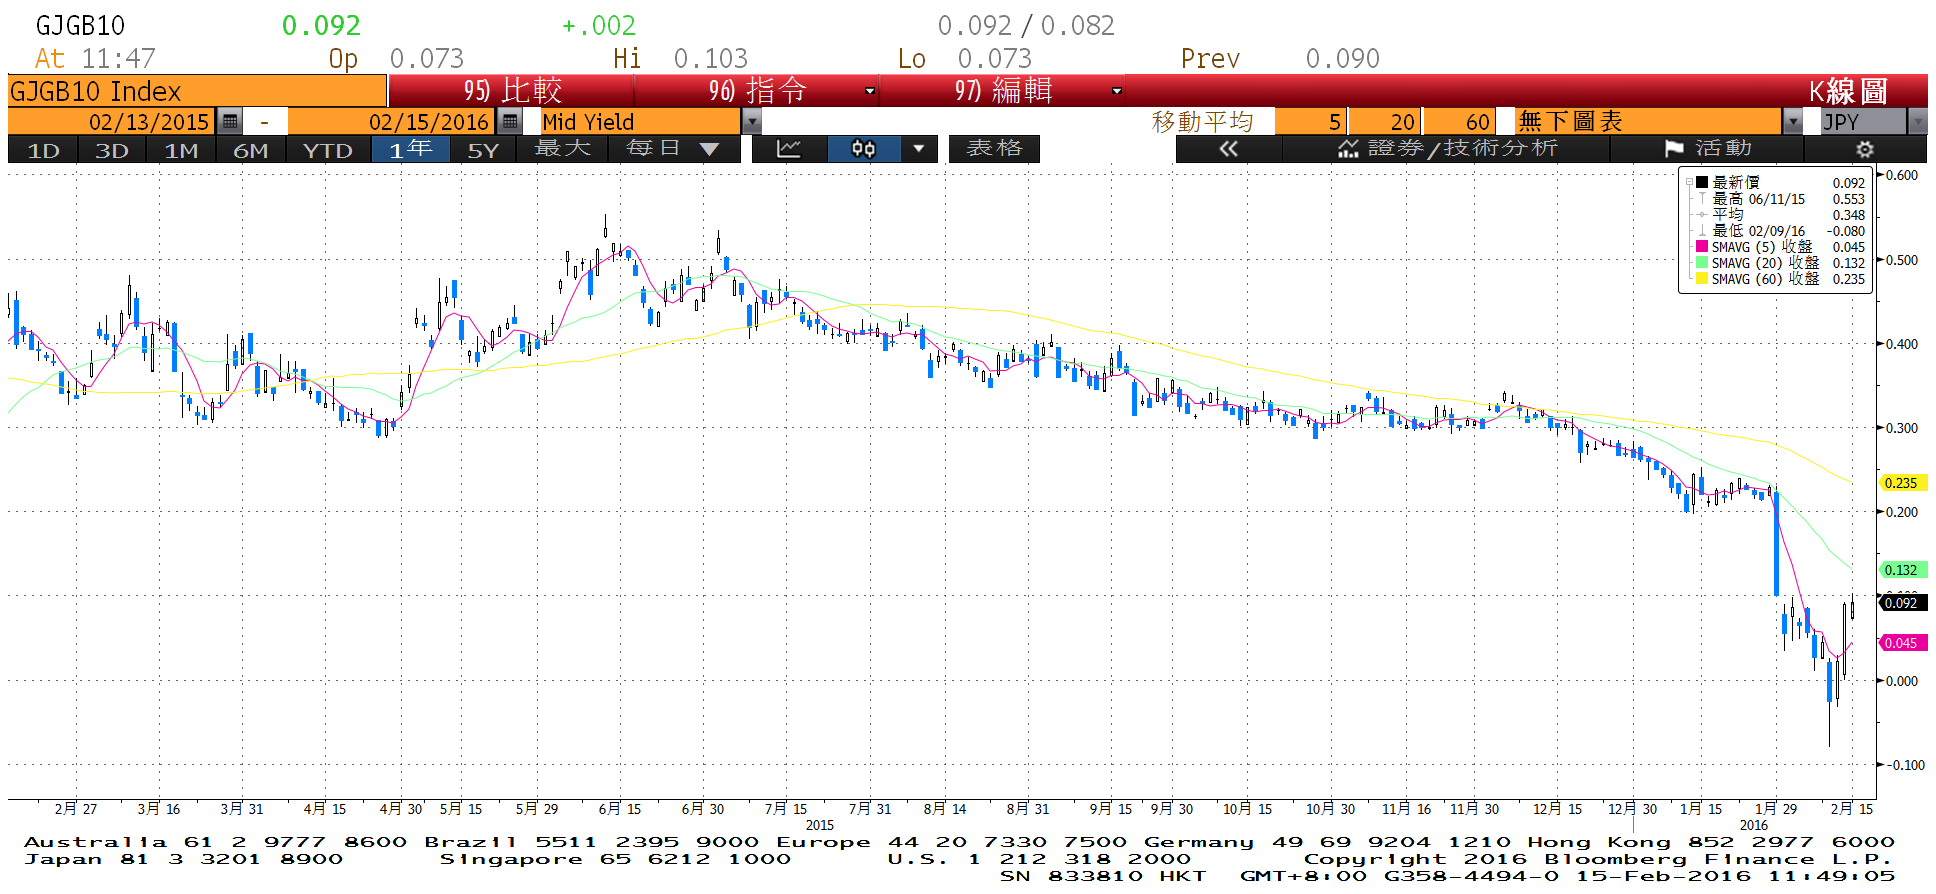 GJGB10 0.092 +.002 0.092 / 0.082
At 11:47 Op 0.073 Hi 0.103 Lo 0.073 Prev 0.090
GJGB10 Index 95) 比較 96) 指令 97) 編輯 K線圖
02/13/2015 - 02/15/2016 Mid Yield 移動平均 5 20 60 無下圖表 JPY
1D 3D 1M 6M YTD 1年 5Y 最大 每日 表格 « 證券/技術分析 活動
最新價 0.092
最高 06/11/15 0.553
平均 0.348
最低 02/09/16 -0.080
SMAVG (5) 收盤 0.045
SMAVG (20) 收盤 0.132
SMAVG (60) 收盤 0.235
0.600
0.500
0.400
0.300
0.235
0.200
0.132
0.092
0.045
0.000
-0.100
2月 27 3月 16 3月 31 4月 15 4月 30 5月 15 5月 29 6月 15 6月 30 7月 15 7月 31 8月 14 8月 31 9月 15 9月 30 10月 15 10月 30 11月 16 11月 30 12月 15 12月 30 1月 15 1月 29 2月 15
2015 2016
Australia 61 2 9777 8600 Brazil 5511 2395 9000 Europe 44 20 7330 7500 Germany 49 69 9204 1210 Hong Kong 852 2977 6000
Japan 81 3 3201 8900 Singapore 65 6212 1000 U.S. 1 212 318 2000 Copyright 2016 Bloomberg Finance L.P.
SN 833810 HKT GMT+8:00 G358-4494-0 15-Feb-2016 11:49:05